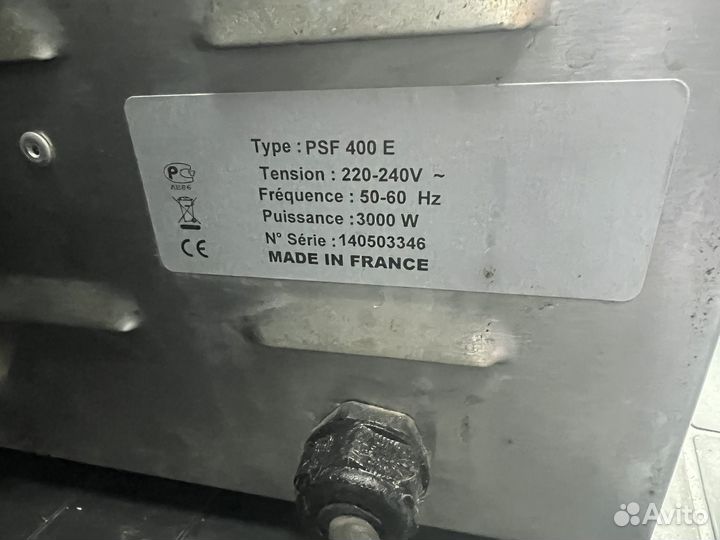 Type : PSF 400 E
Tension : 220-240V ~
Fréquence : 50-60 Hz
Puissance :3000 W
N° Série :140503346
MADE IN FRANCE
PC
CE
Avito